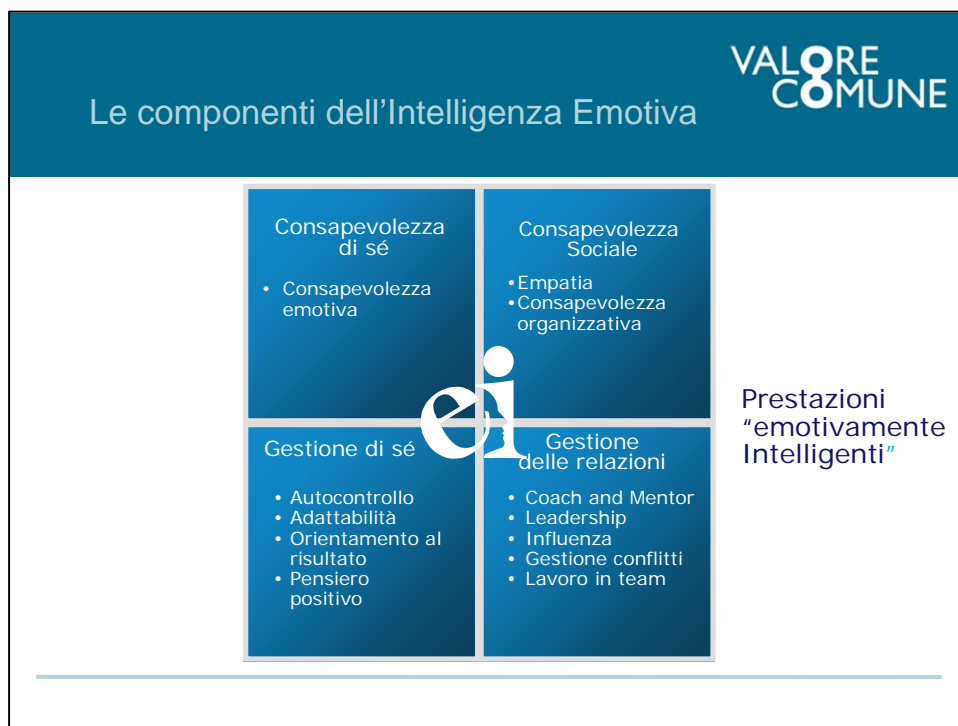 VALORE
COMUNE
Le componenti dell'Intelligenza Emotiva
Consapevolezza
di sé
• Consapevolezza
emotiva
Consapevolezza
Sociale
•Empatia
•Consapevolezza
organizzativa
ei
Gestione di sé
• Autocontrollo
• Adattabilità
• Orientamento al
risultato
• Pensiero
positivo
Gestione
delle relazioni
• Coach and Mentor
• Leadership
• Influenza
• Gestione conflitti
• Lavoro in team
Prestazioni
“emotivamente
Intelligenti”